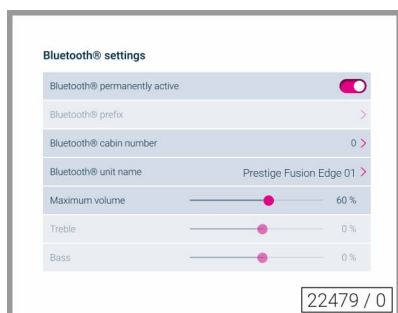 Bluetooth® settings
Bluetooth® permanently active
Bluetooth® prefix
Bluetooth® cabin number 0
Bluetooth® unit name Prestige Fusion Edge 01
Maximum volume 60 %
Treble 0 %
Bass 0 %
22479 / 0